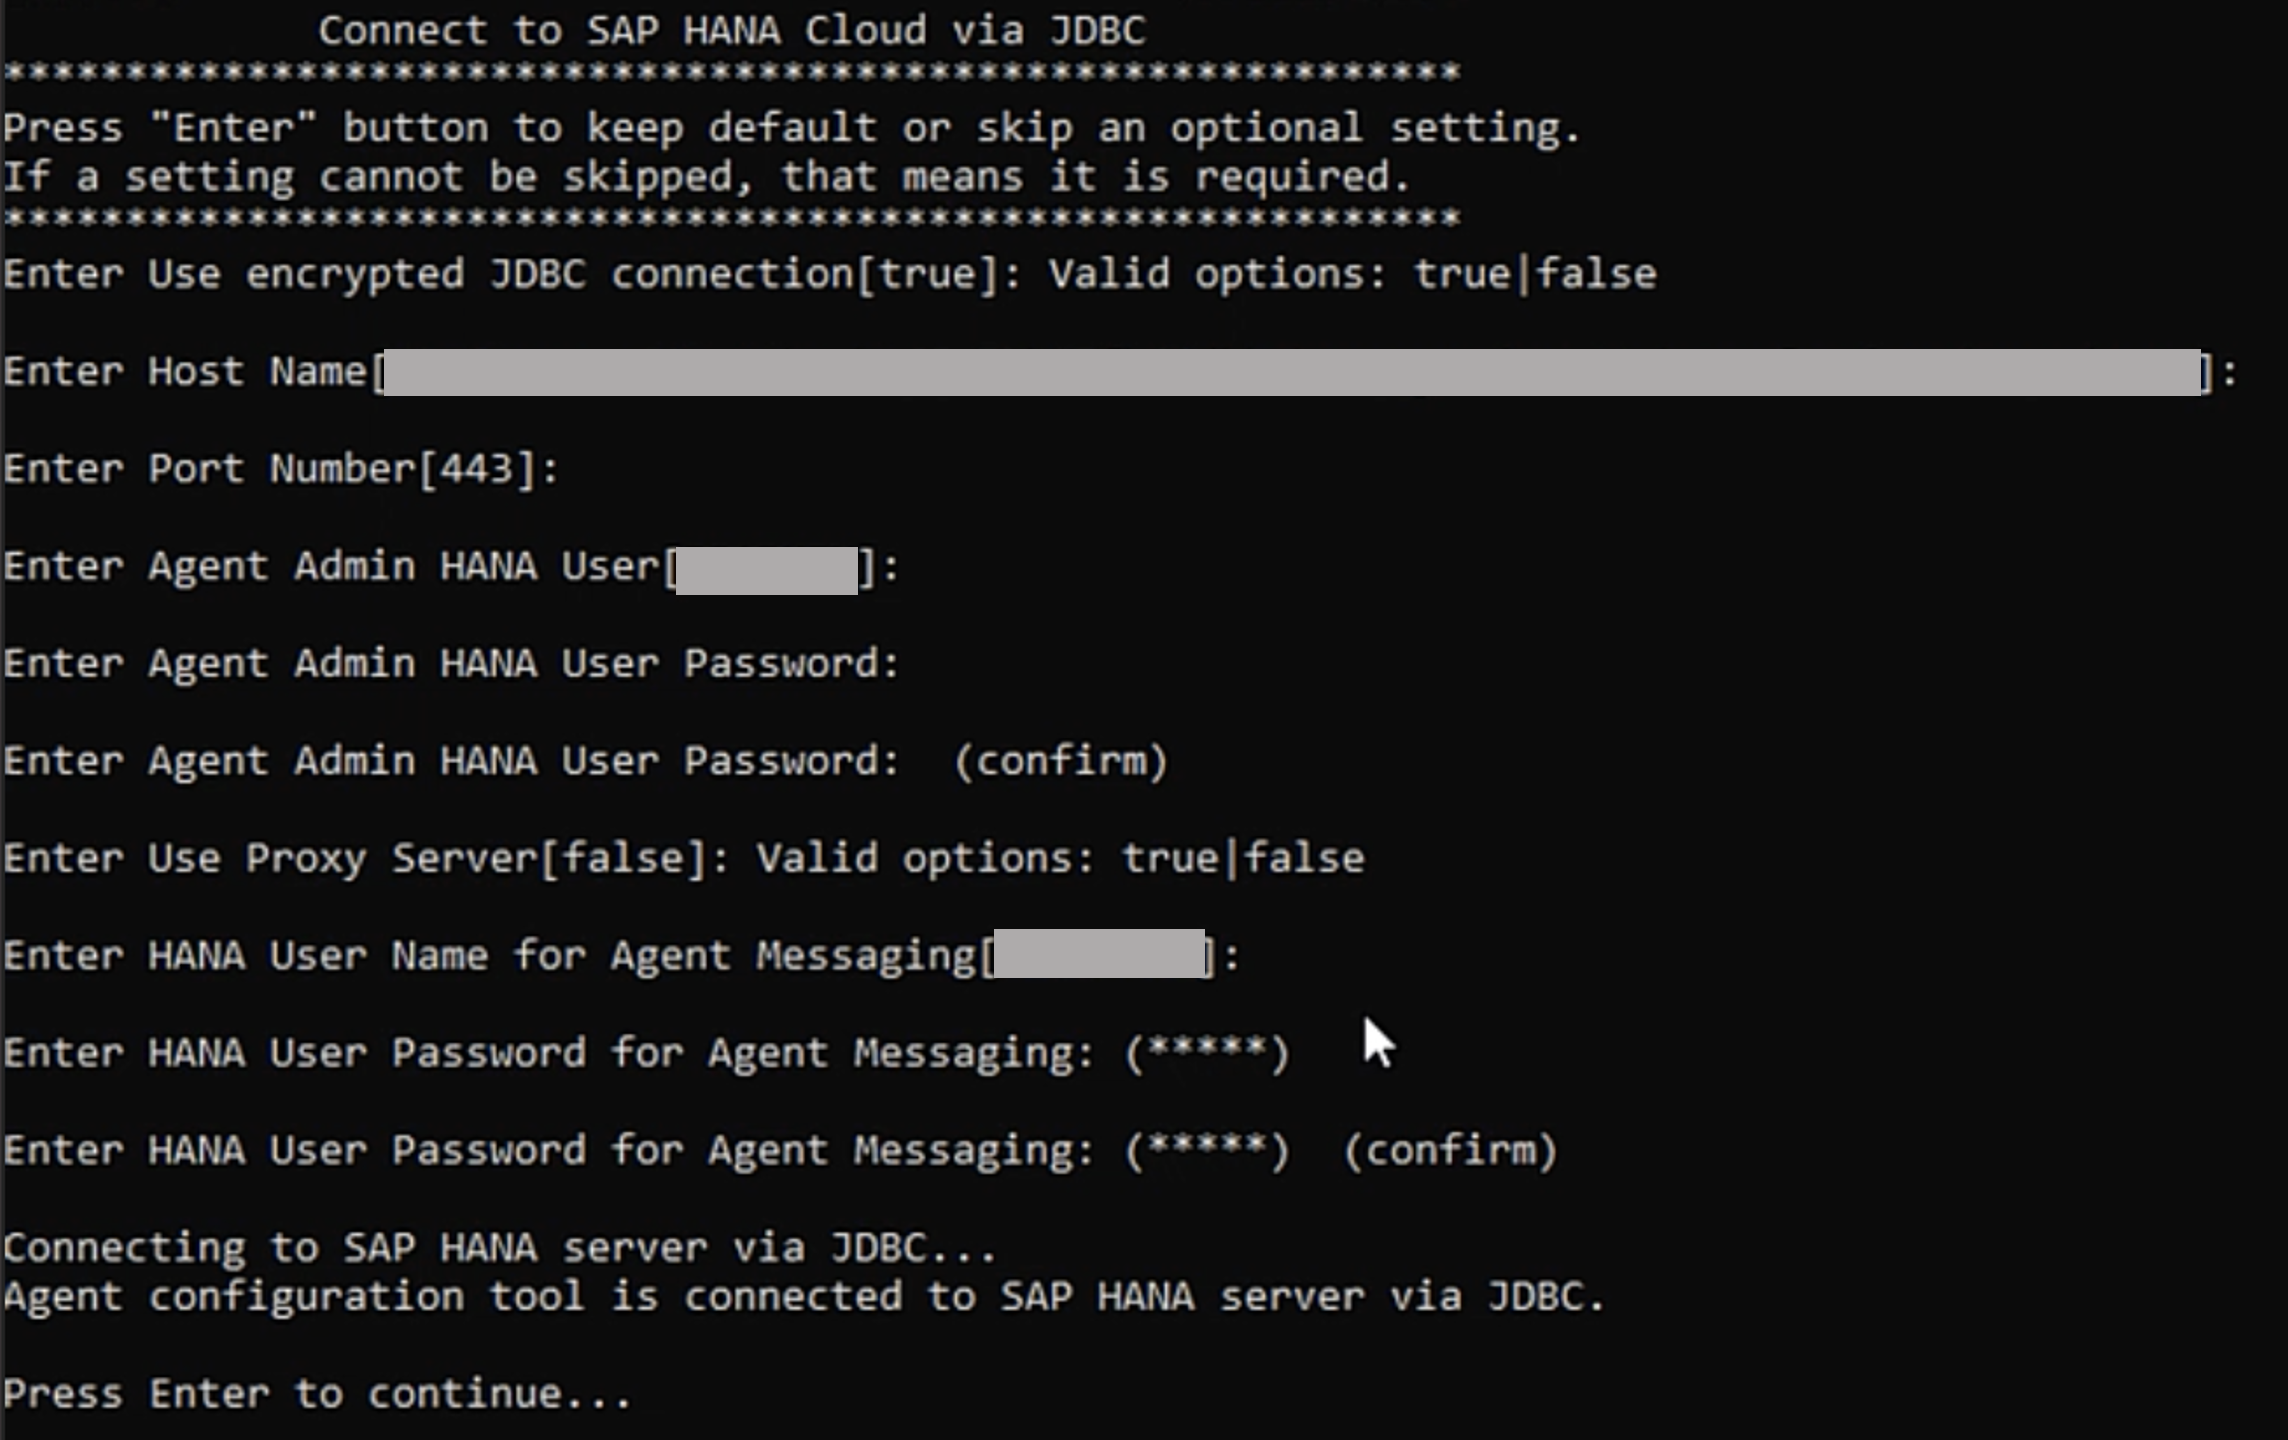 Connect to SAP HANA Cloud via JDBC
************************************************************
Press "Enter" button to keep default or skip an optional setting.
If a setting cannot be skipped, that means it is required.
************************************************************
Enter Use encrypted JDBC connection[true]: Valid options: true|false
Enter Host Name[ ]:
Enter Port Number[443]:
Enter Agent Admin HANA User[ ]:
Enter Agent Admin HANA User Password:
Enter Agent Admin HANA User Password:  (confirm)
Enter Use Proxy Server[false]: Valid options: true|false
Enter HANA User Name for Agent Messaging[ ]:
Enter HANA User Password for Agent Messaging: (*****)
Enter HANA User Password for Agent Messaging: (*****)  (confirm)
Connecting to SAP HANA server via JDBC...
Agent configuration tool is connected to SAP HANA server via JDBC.
Press Enter to continue...